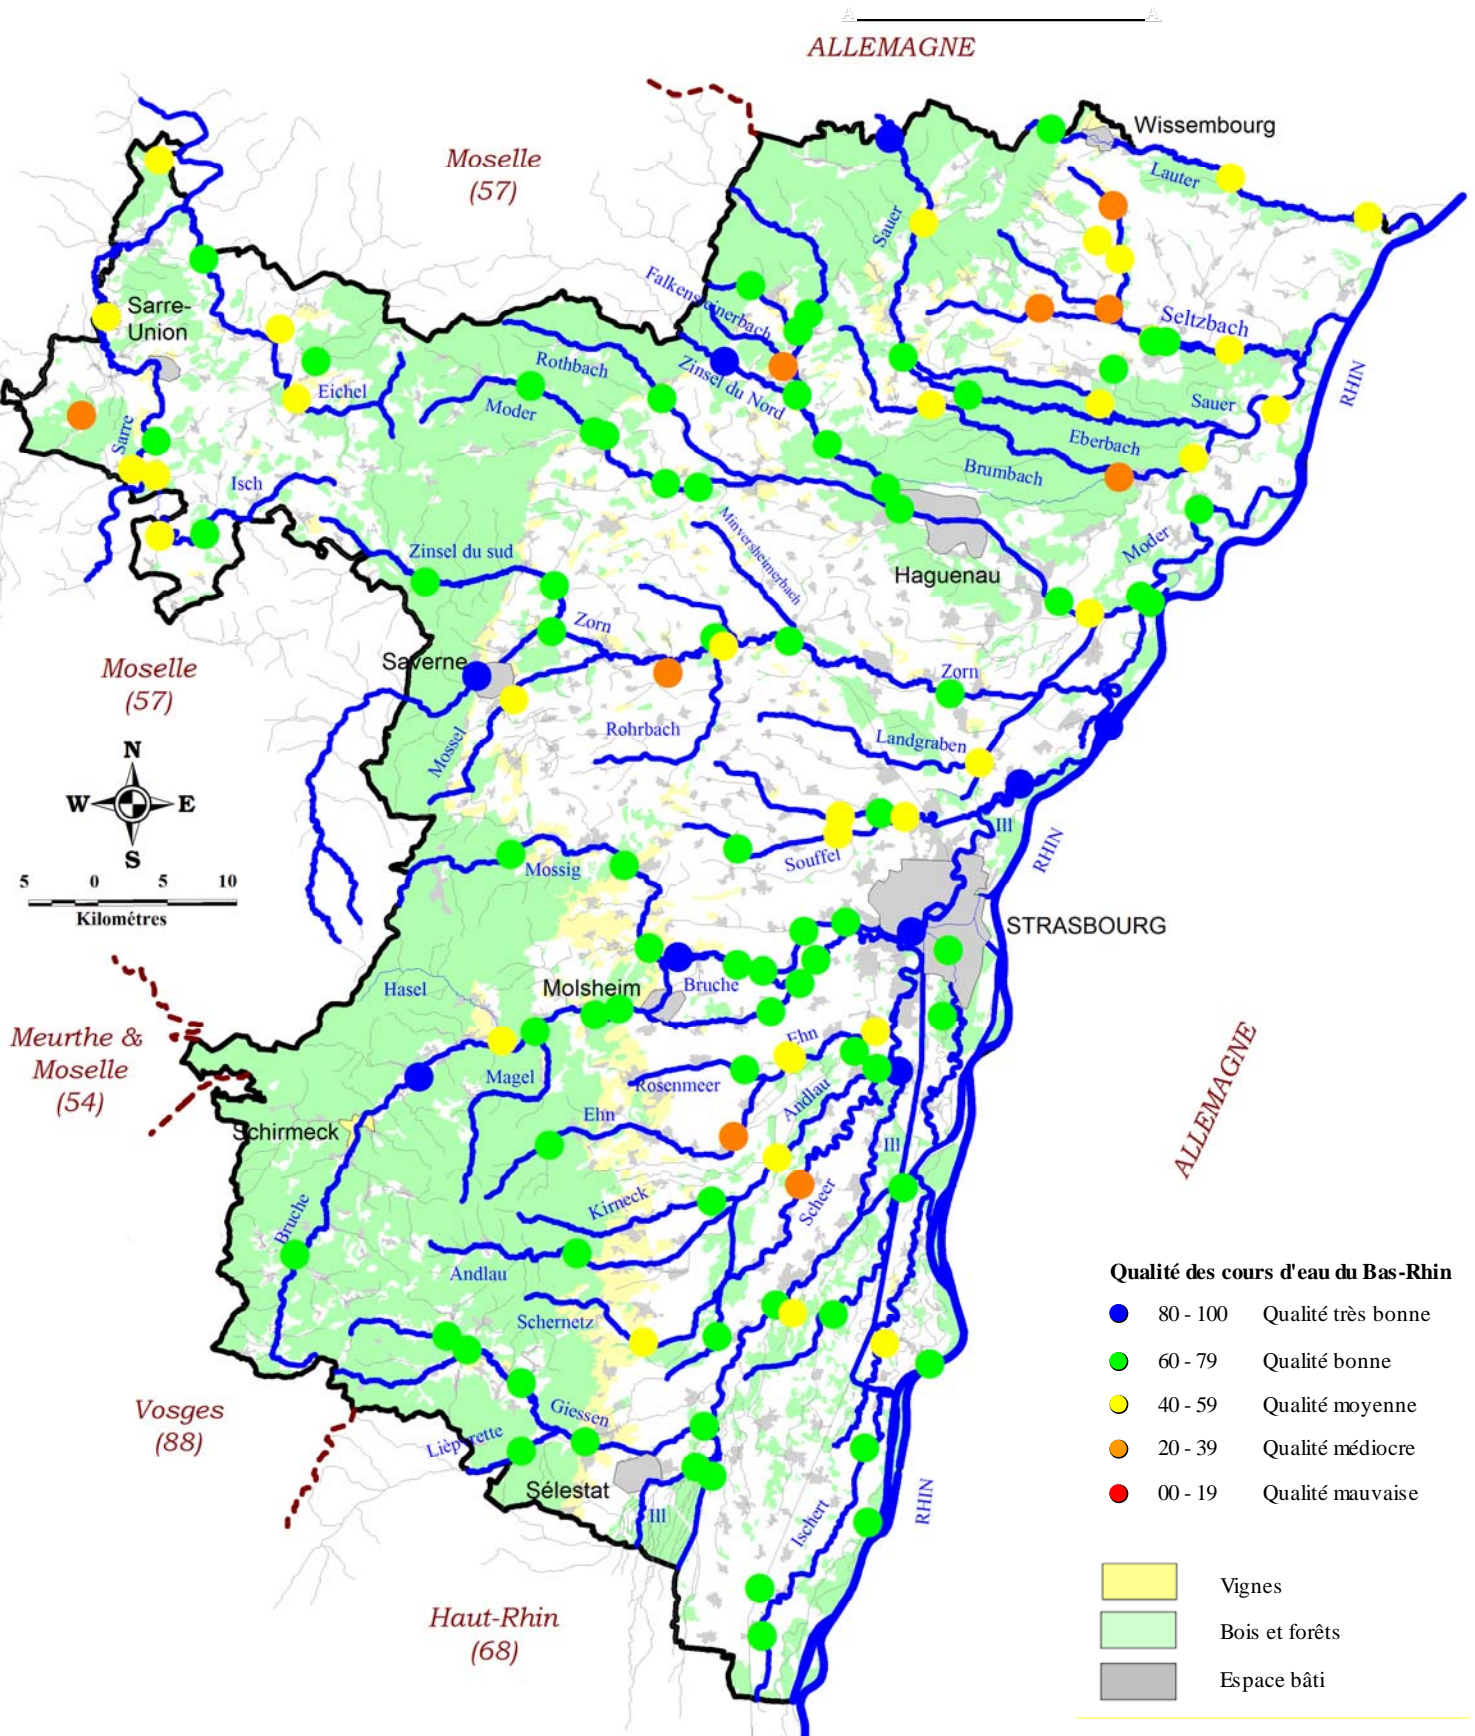 A A
ALLEMAGNE
Wissembourg
Moselle
(57)
Lauter
Sauer
Falkensteinerbach
Sarre-
Union
Seltzbach
Rothbach
Zinsel du Nord
RHIN
Eichel
Moder
Sauer
Sarre
Eberbach
Brumbach
Isch
Minversheimerbach
Moder
Zinsel du sud
Haguenau
Zorn
Saverne
Moselle
(57)
Zorn
Rohrbach
Landgraben
Mossel
N
W E
S
Ill
RHIN
Souffel
Mossig
5 0 5 10
Kilométres
STRASBOURG
Hasel
Molsheim
Bruche
Meurthe &
Moselle
(54)
Ehn
Magel
Rosenmeer
Andlau
ALLEMAGNE
Schirmeck
Ehn
Ill
Kirneck
Scheer
Bruche
Andlau
Schernetz
Qualité des cours d'eau du Bas-Rhin
80 - 100 Qualité très bonne
60 - 79 Qualité bonne
40 - 59 Qualité moyenne
20 - 39 Qualité médiocre
00 - 19 Qualité mauvaise
Vosges
(88)
Giessen
Lièpvrette
Sélestat
Ill
Ischert
RHIN
Vignes
Bois et forêts
Espace bâti
Haut-Rhin
(68)